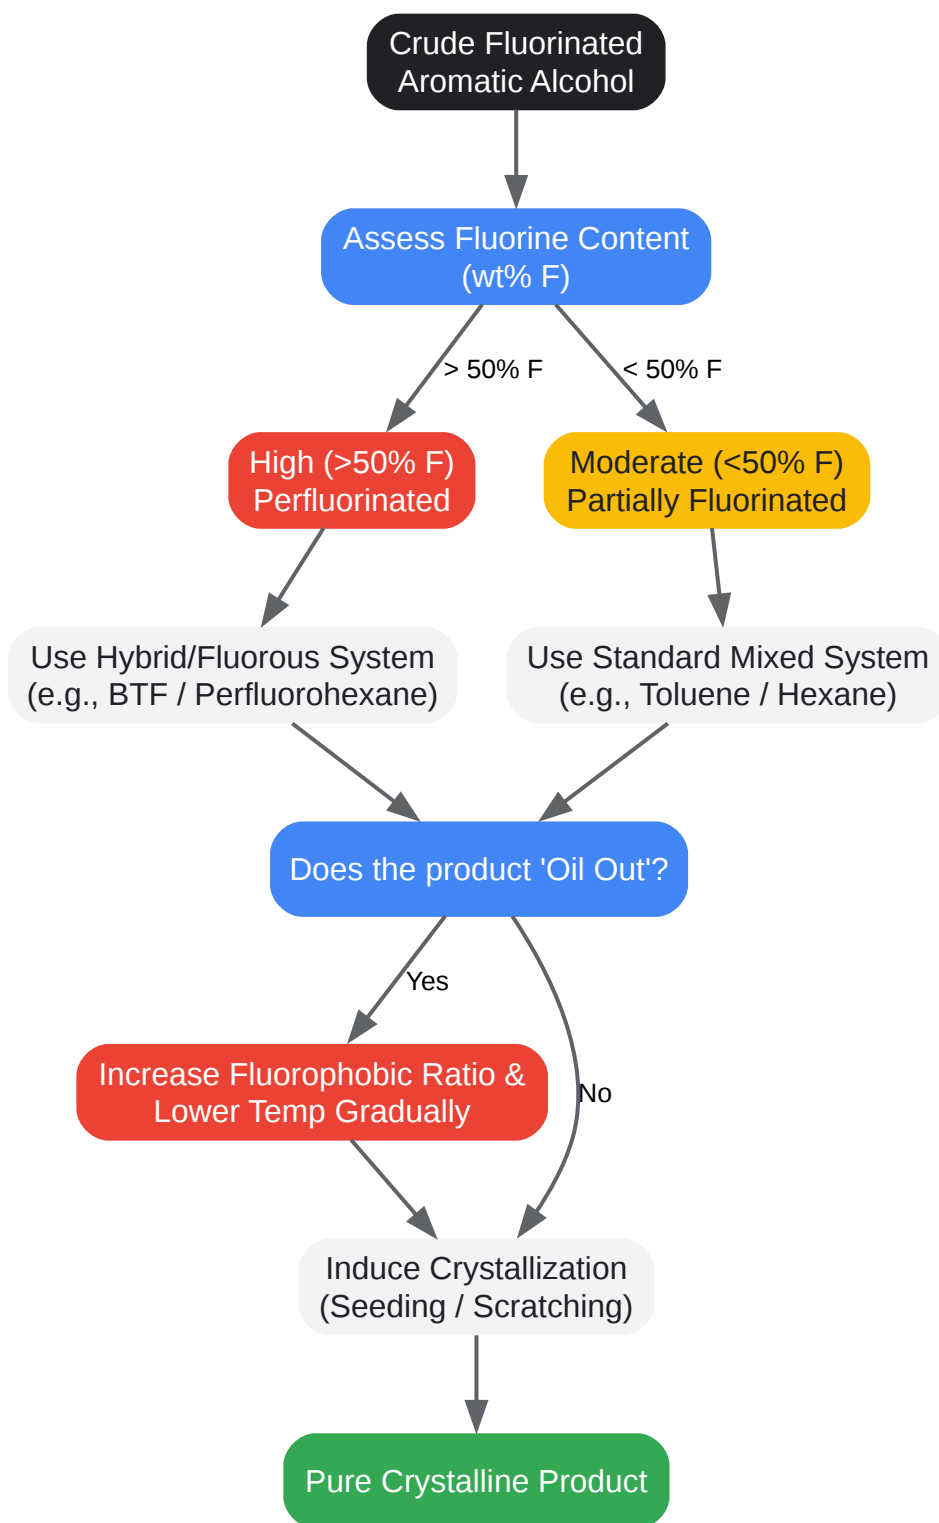 Crude Fluorinated
Aromatic Alcohol
Assess Fluorine Content
(wt% F)
> 50% F
< 50% F
High (>50% F)
Perfluorinated
Moderate (<50% F)
Partially Fluorinated
Use Hybrid/Fluorous System
(e.g., BTF / Perfluorohexane)
Use Standard Mixed System
(e.g., Toluene / Hexane)
Does the product 'Oil Out'?
Yes
Increase Fluorophobic Ratio &
Lower Temp Gradually
No
Induce Crystallization
(Seeding / Scratching)
Pure Crystalline Product